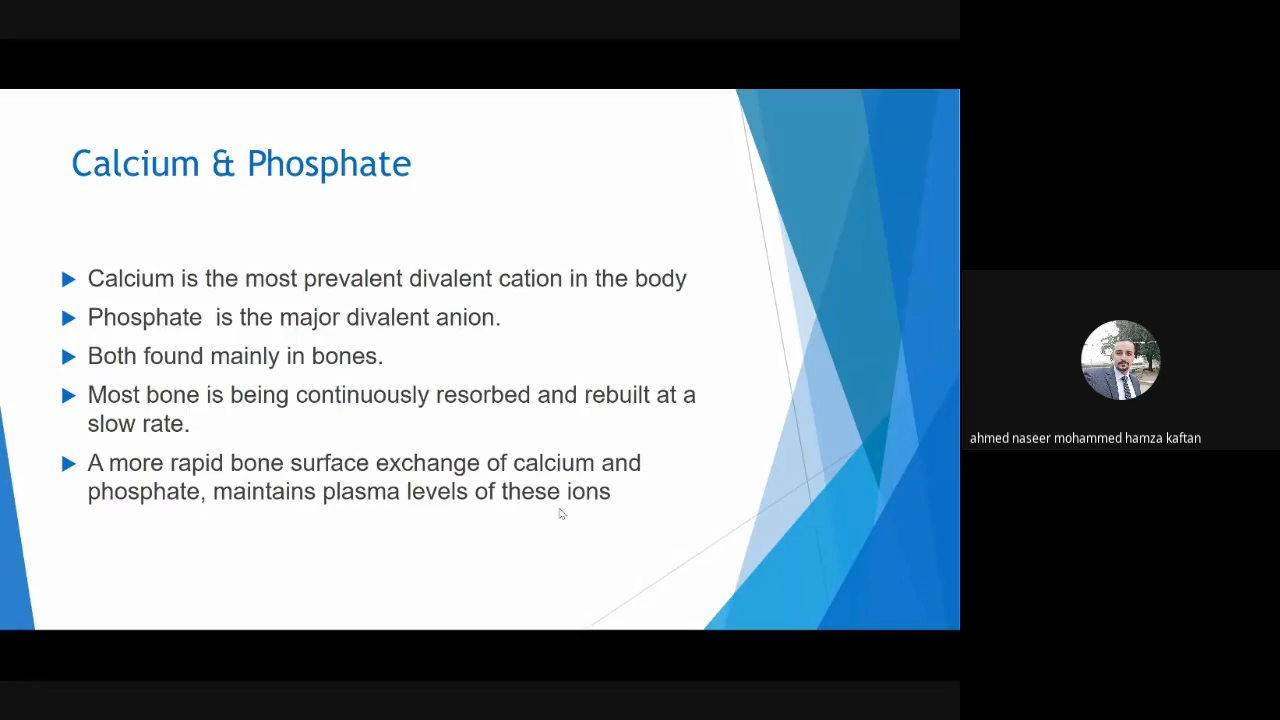 Calcium & Phosphate
Calcium is the most prevalent divalent cation in the body
Phosphate  is the major divalent anion.
Both found mainly in bones.
Most bone is being continuously resorbed and rebuilt at a
slow rate.
A more rapid bone surface exchange of calcium and
phosphate, maintains plasma levels of these ions
ahmed naseer mohammed hamza kaftan